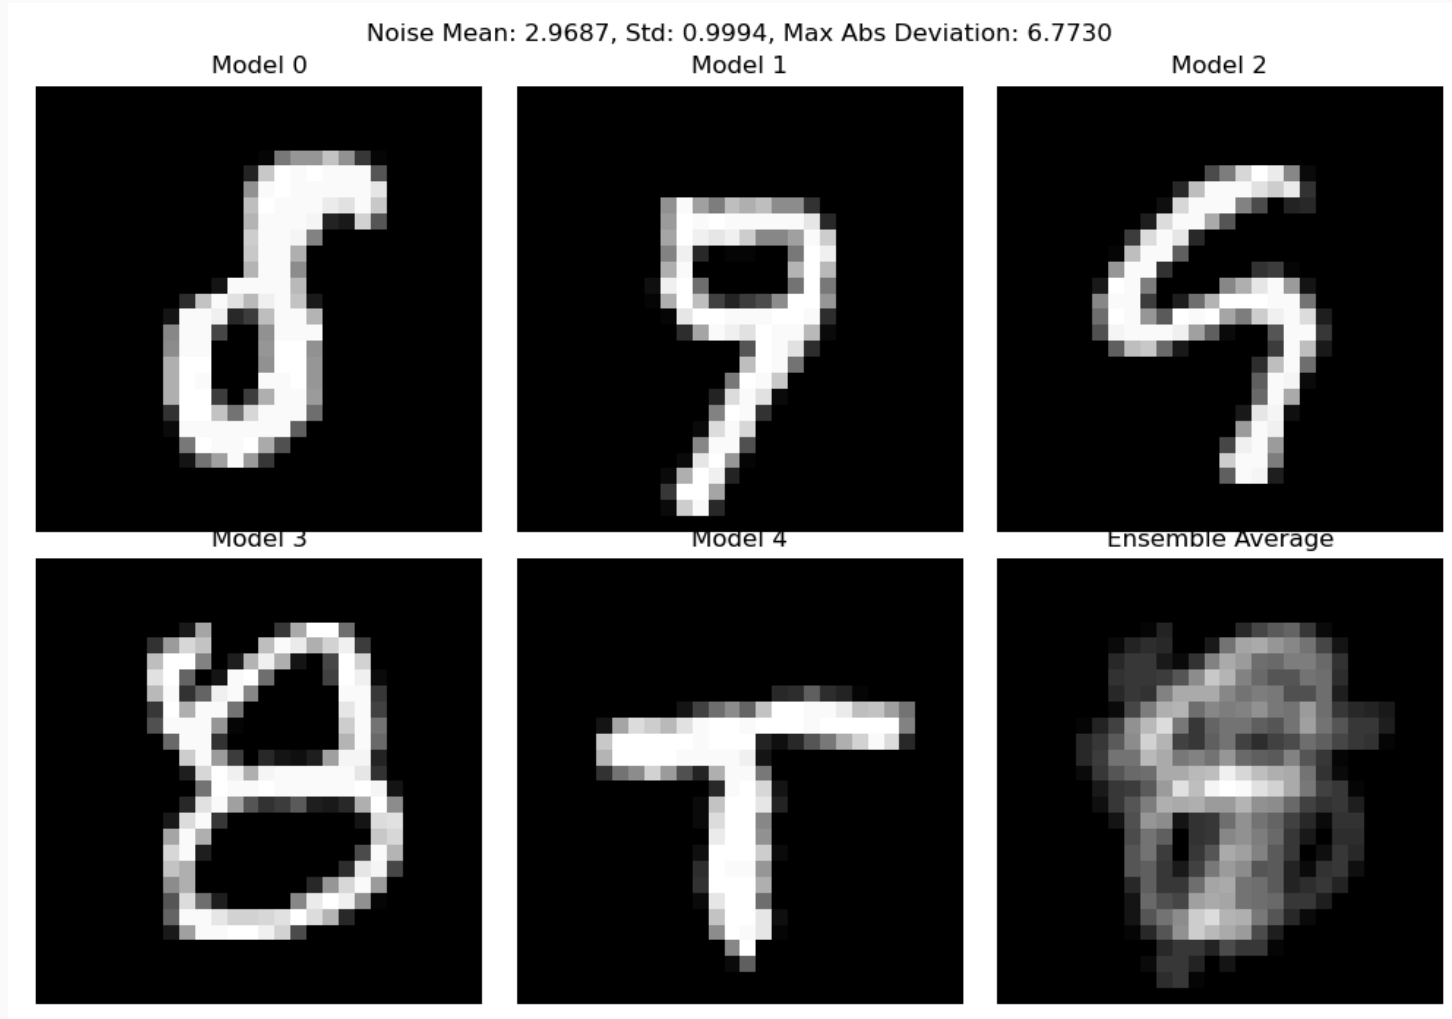 Noise Mean: 2.9687, Std: 0.9994, Max Abs Deviation: 6.7730
Model 0 Model 1 Model 2
Model 3 Model 4 Ensemble Average